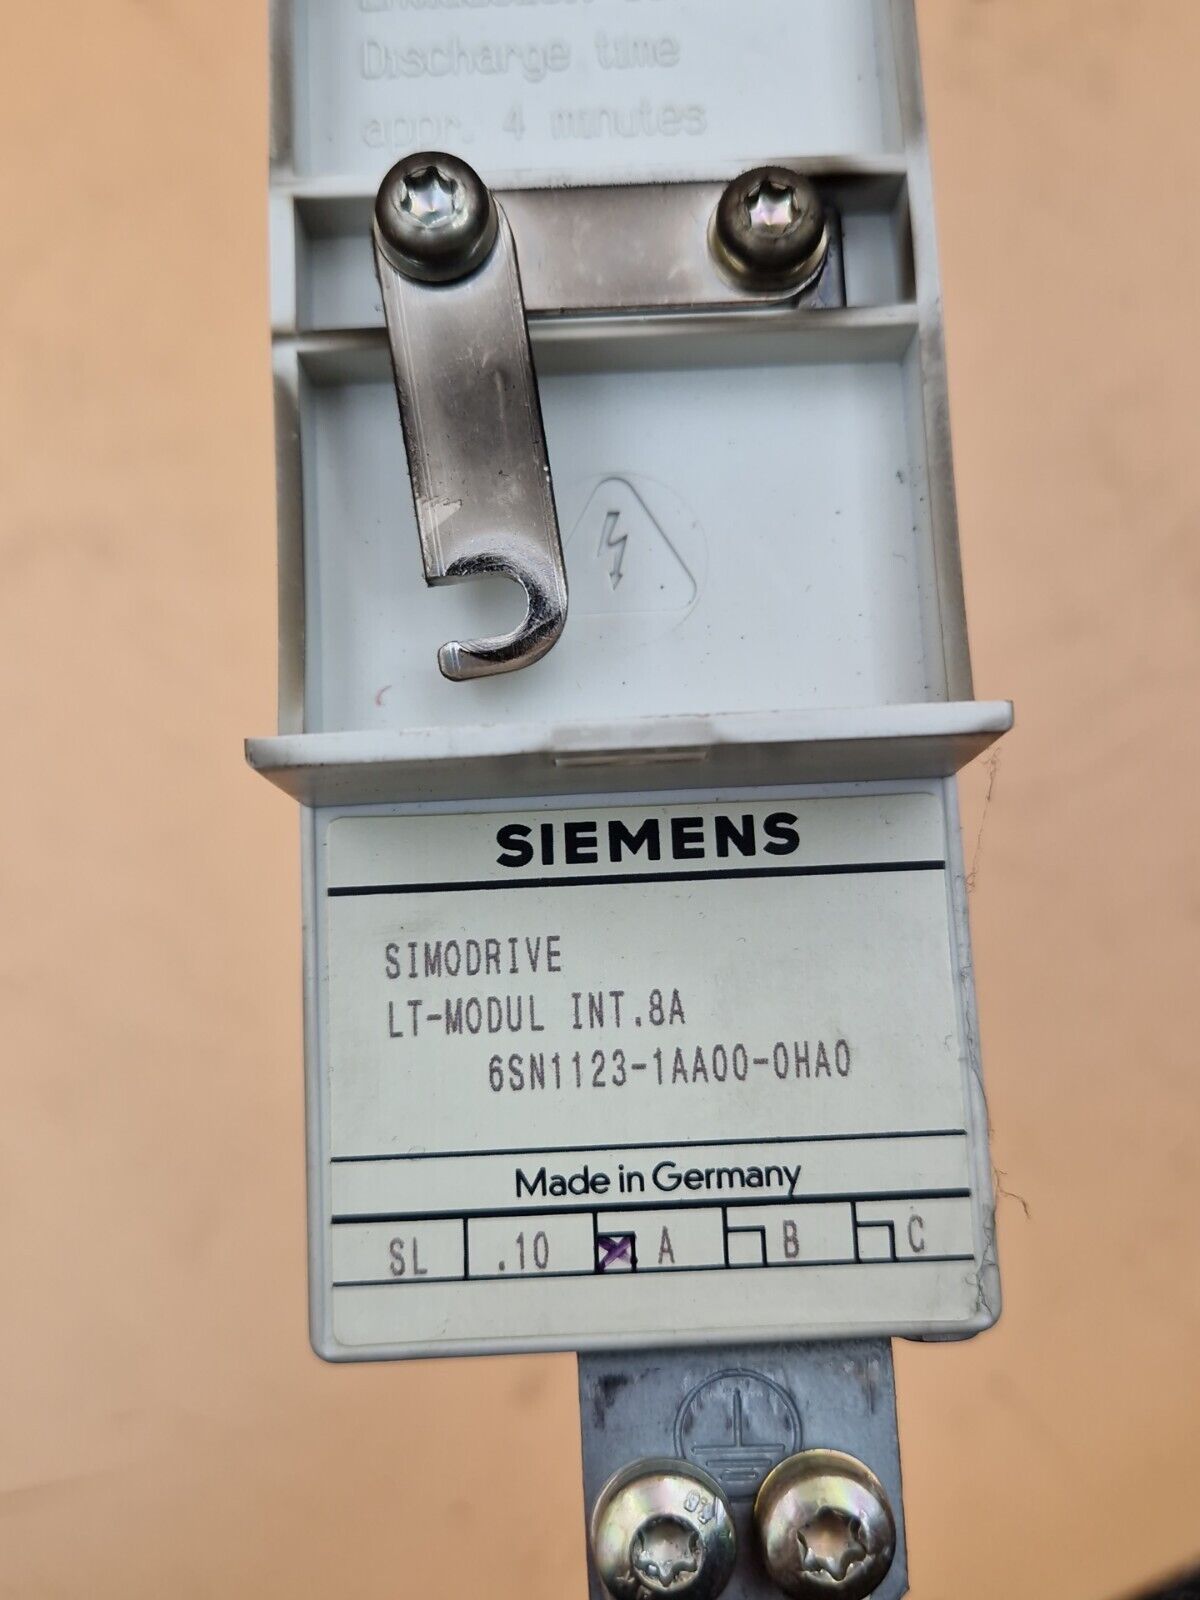 Discharge time
appr. 4 minutes
SIEMENS
SIMODRIVE
LT-MODUL INT.8A
6SN1123-1AA00-0HA0
Made in Germany
SL .10 A B C